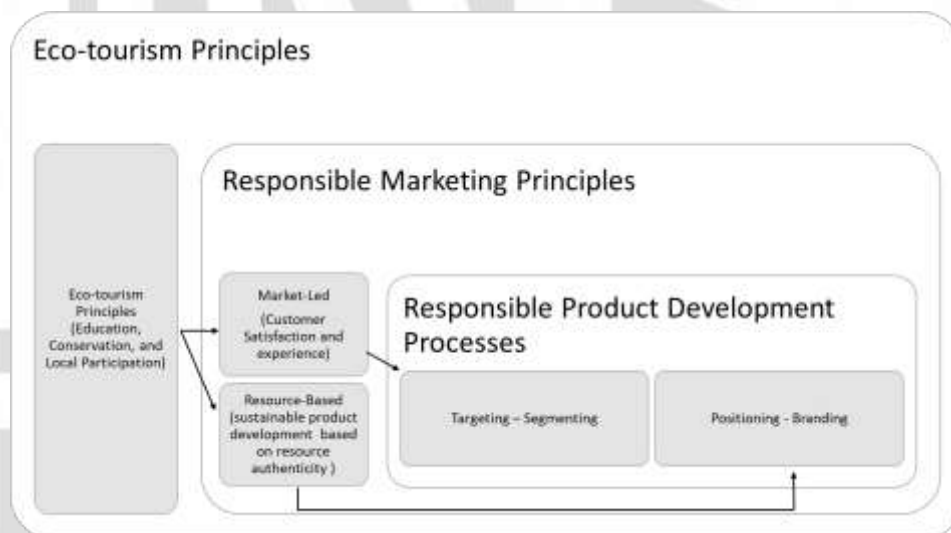 Eco-tourism Principles
Responsible Marketing Principles
Eco-tourism
Principles
(Education,
Conservation, and
Local Participation)
Market-Led
(Customer
Satisfaction and
experience)
Resource-Based
(sustainable product
development based
on resource
authenticity )
Responsible Product Development
Processes
Targeting – Segmenting
Positioning - Branding